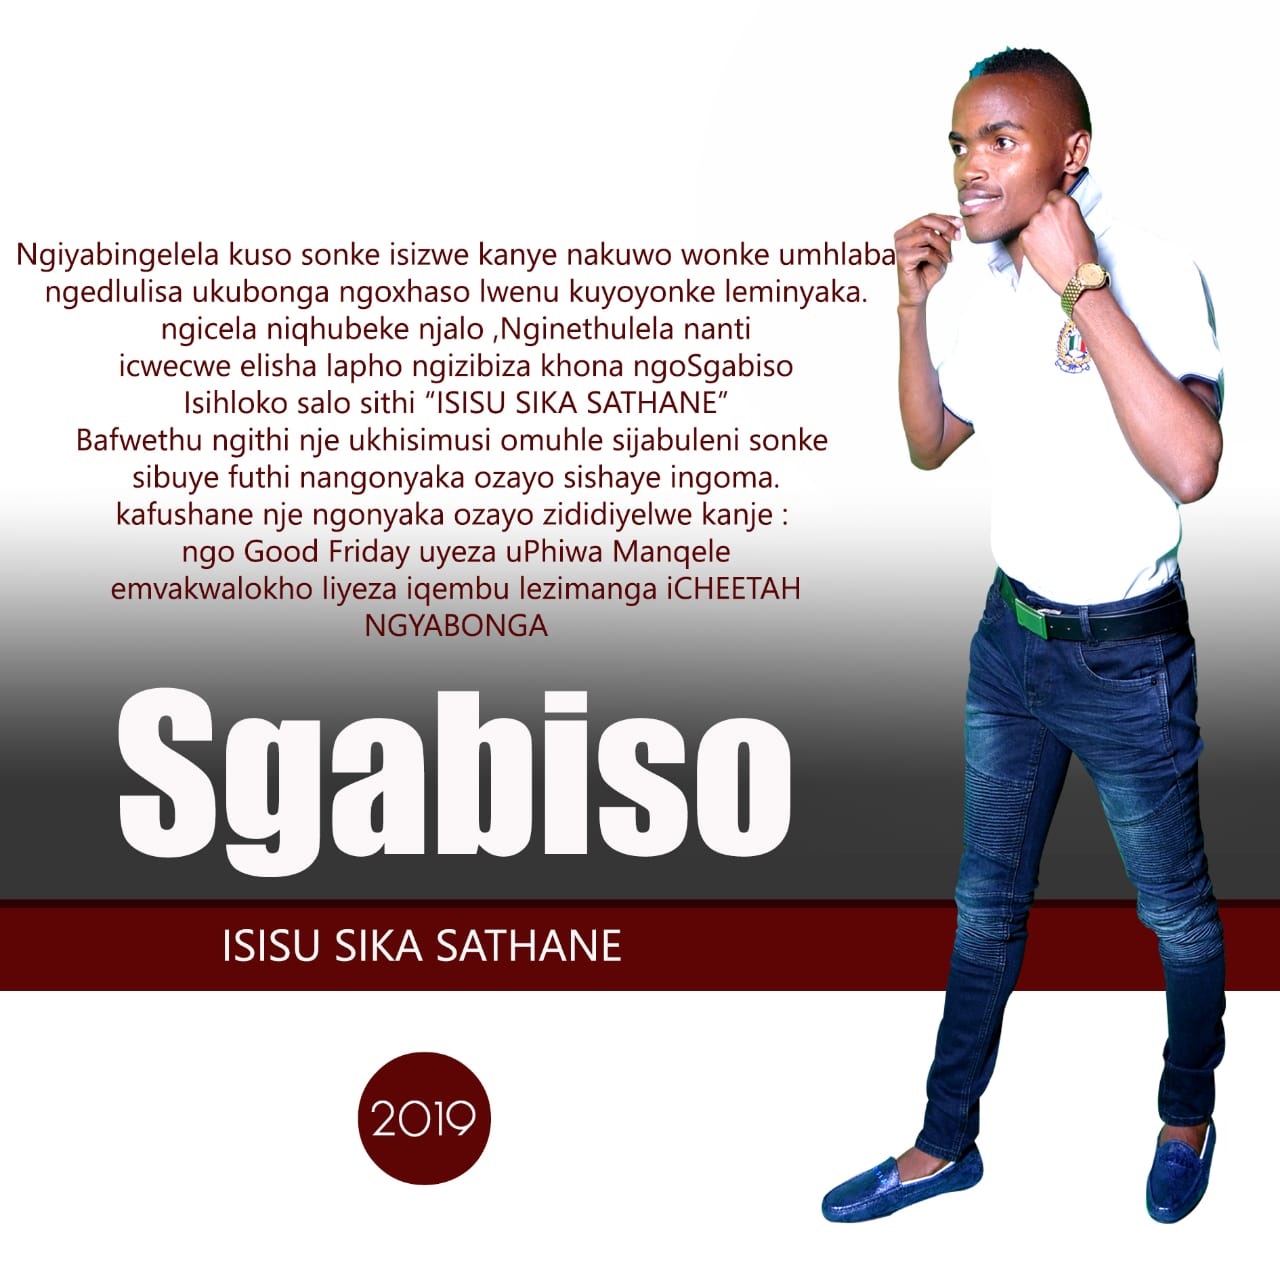 Ngiyabingelela kuso sonke isizwe kanye nakuwo wonke umhlaba
ngedlulisa ukubonga ngoxhaso lwenu kuyoyonke leminyaka.
ngicela niqhubeke njalo ,Nginethulela nanti
icwecwe elisha lapho ngizibiza khona ngoSgabiso
Isihloko salo sithi “ISISU SIKA SATHANE”
Bafwethu ngithi nje ukhisimusi omuhle sijabuleni sonke
sibuye futhi nangonyaka ozayo sishaye ingoma.
kafushane nje ngonyaka ozayo zididiyelwe kanje :
ngo Good Friday uyeza uPhiwa Manqele
emvakwalokho liyeza iqembu lezimanga iCHEETAH
NGYABONGA
Sgabiso
ISISU SIKA SATHANE
2019